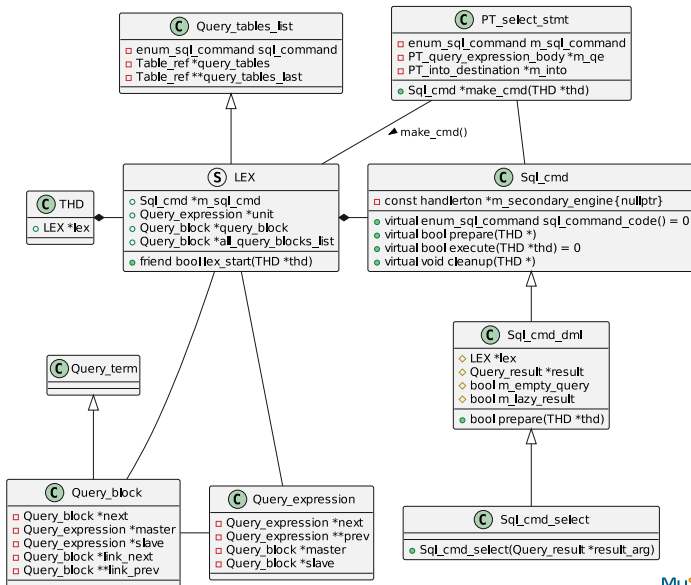 C Query_tables_list
enum_sql_command sql_command
Table_ref *query_tables
Table_ref **query_tables_last
C PT_select_stmt
enum_sql_command m_sql_command
PT_query_expression_body *m_qe
PT_into_destination *m_into
Sql_cmd *make_cmd(THD *thd)
make_cmd()
C THD
LEX *lex
S LEX
Sql_cmd *m_sql_cmd
Query_expression *unit
Query_block *query_block
Query_block *all_query_blocks_list
friend bool lex_start(THD *thd)
C Sql_cmd
const handlerton *m_secondary_engine{nullptr}
virtual enum_sql_command sql_command_code() = 0
virtual bool prepare(THD *)
virtual bool execute(THD *thd) = 0
virtual void cleanup(THD *)
C Sql_cmd_dml
LEX *lex
Query_result *result
bool m_empty_query
bool m_lazy_result
bool prepare(THD *thd)
C Query_term
C Query_block
Query_block *next
Query_expression *master
Query_expression *slave
Query_block *link_next
Query_block **link_prev
C Query_expression
Query_expression *next
Query_expression **prev
Query_block *master
Query_block *slave
C Sql_cmd_select
Sql_cmd_select(Query_result *result_arg)